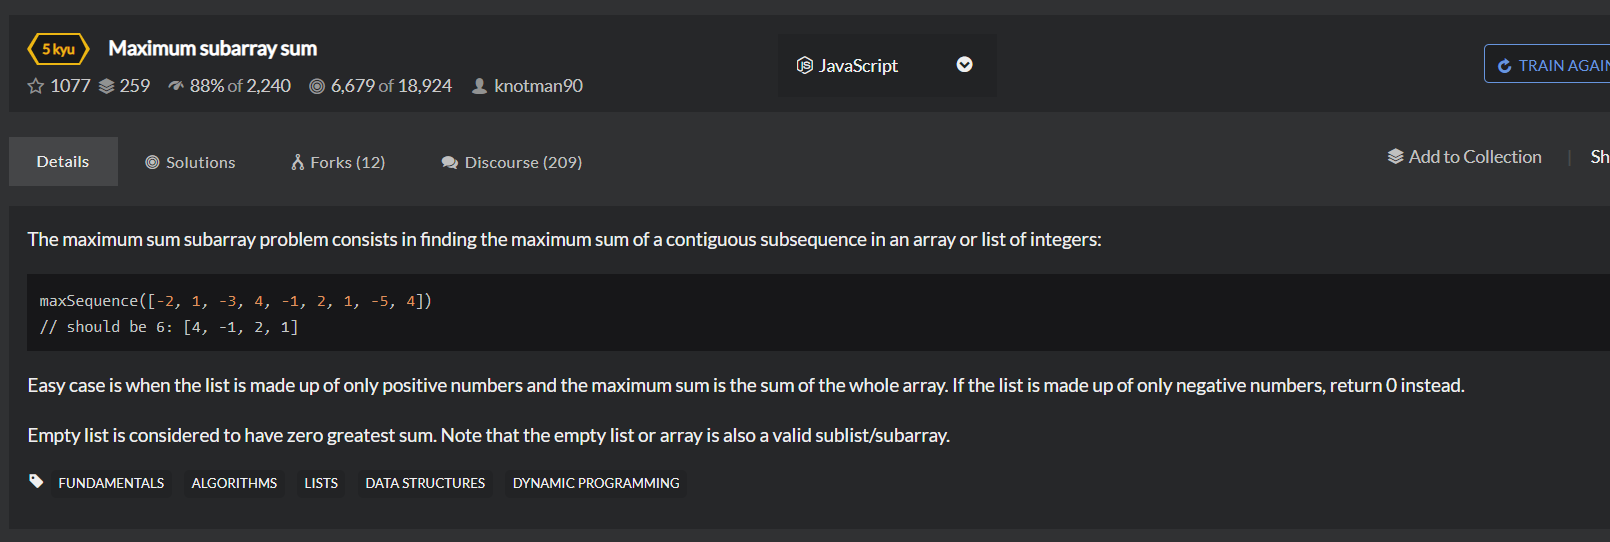 5 kyu Maximum subarray sum
1077 259 88% of 2,240 6,679 of 18,924 knotman90
JS JavaScript
TRAIN AGAIN
Details Solutions Forks (12) Discourse (209)
Add to Collection | Sh
The maximum sum subarray problem consists in finding the maximum sum of a contiguous subsequence in an array or list of integers:
maxSequence([-2, 1, -3, 4, -1, 2, 1, -5, 4])
// should be 6: [4, -1, 2, 1]
Easy case is when the list is made up of only positive numbers and the maximum sum is the sum of the whole array. If the list is made up of only negative numbers, return 0 instead.
Empty list is considered to have zero greatest sum. Note that the empty list or array is also a valid sublist/subarray.
FUNDAMENTALS ALGORITHMS LISTS DATA STRUCTURES DYNAMIC PROGRAMMING